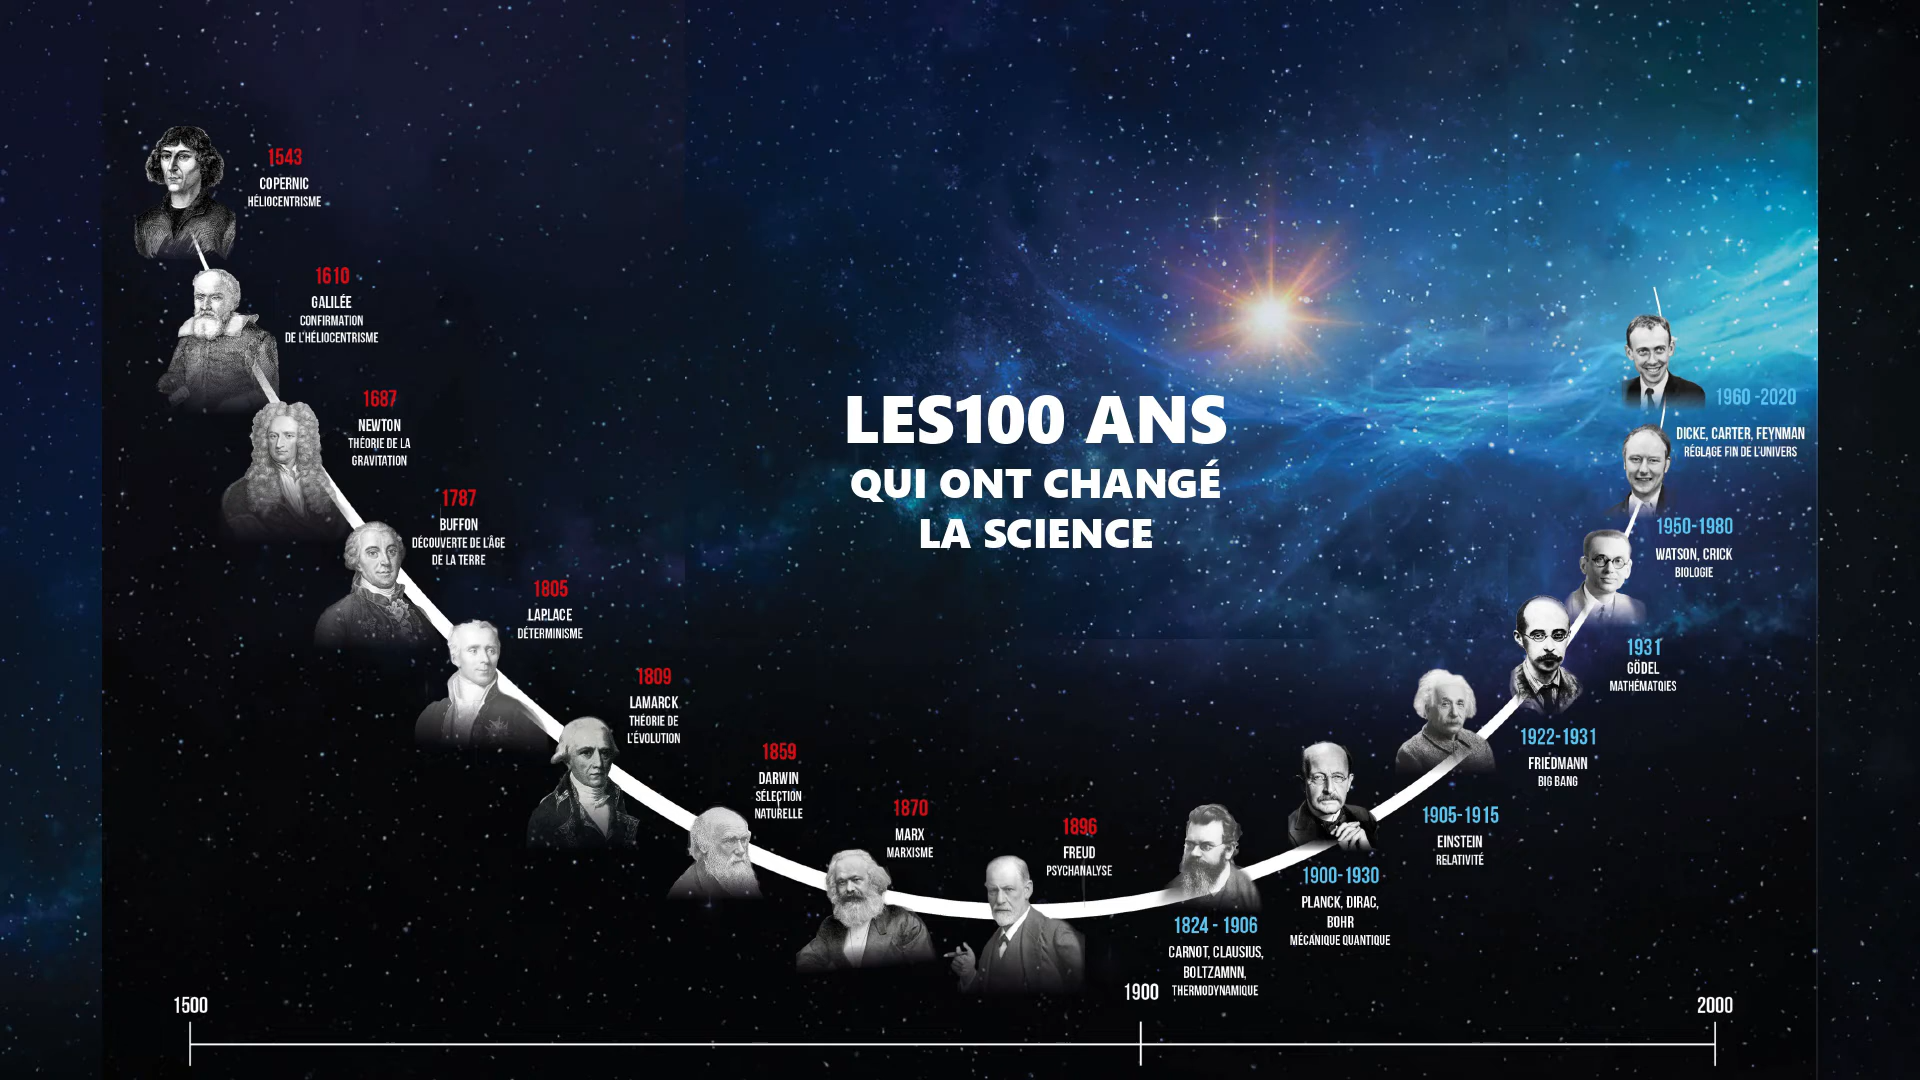 1543
COPERNIC
HÉLIOCENTRISME
1610
GALILÉE
CONFIRMATION
DE L'HÉLIOCENTRISME
1687
NEWTON
THÉORIE DE LA
GRAVITATION
1787
BUFFON
DÉCOUVERTE DE L'ÂGE
DE LA TERRE
1805
LAPLACE
DÉTERMINISME
1809
LAMARCK
THÉORIE DE
L'ÉVOLUTION
1859
DARWIN
SÉLECTION
NATURELLE
1870
MARX
MARXISME
1896
FREUD
PSYCHANALYSE
LES100 ANS
QUI ONT CHANGÉ
LA SCIENCE
1824 - 1906
CARNOT, CLAUSIUS,
BOLTZAMNN,
THERMODYNAMIQUE
1900-1930
PLANCK, DIRAC,
BOHR
MÉCANIQUE QUANTIQUE
1905-1915
EINSTEIN
RELATIVITÉ
1922-1931
FRIEDMANN
BIG BANG
1931
GÖDEL
MATHÉMATQIES
1950-1980
WATSON, CRICK
BIOLOGIE
1960 -2020
DICKE, CARTER, FEYNMAN
RÉGLAGE FIN DE L'UNIVERS
1500
1900
2000